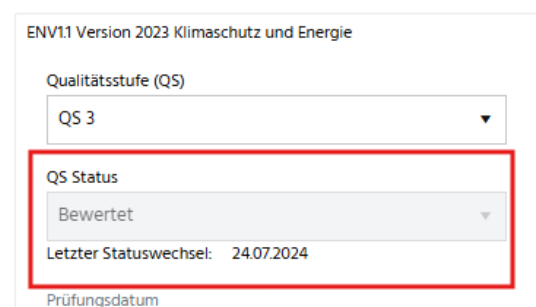 ENV1.1 Version 2023 Klimaschutz und Energie
Qualitätsstufe (QS)
QS 3
QS Status
Bewertet
Letzter Statuswechsel: 24.07.2024
Prüfungsdatum